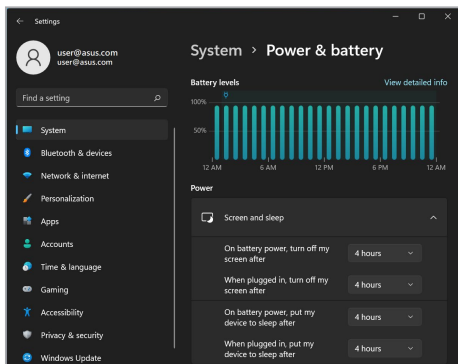 Settings
user@asus.com
user@asus.com
Find a setting
System
Bluetooth & devices
Network & internet
Personalization
Apps
Accounts
Time & language
Gaming
Accessibility
Privacy & security
Windows Update
System > Power & battery
Battery levels
View detailed info
100%
50%
12 AM 6 AM 12 PM 6 PM 12 AM
Power
Screen and sleep
On battery power, turn off my
screen after
4 hours
When plugged in, turn off my
screen after
4 hours
On battery power, put my
device to sleep after
4 hours
When plugged in, put my
device to sleep after
4 hours